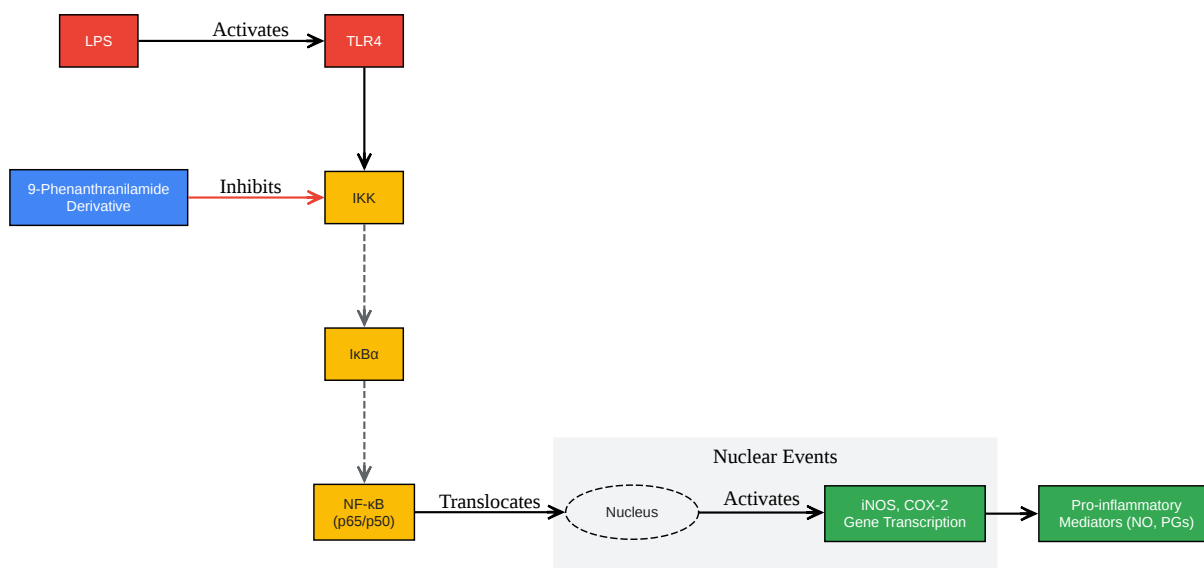 LPS
Activates
TLR4
9-Phenanthranilamide
Derivative
Inhibits
IKK
IκBα
Nuclear Events
NF-κB
(p65/p50)
Translocates
Nucleus
Activates
iNOS, COX-2
Gene Transcription
Pro-inflammatory
Mediators (NO, PGs)